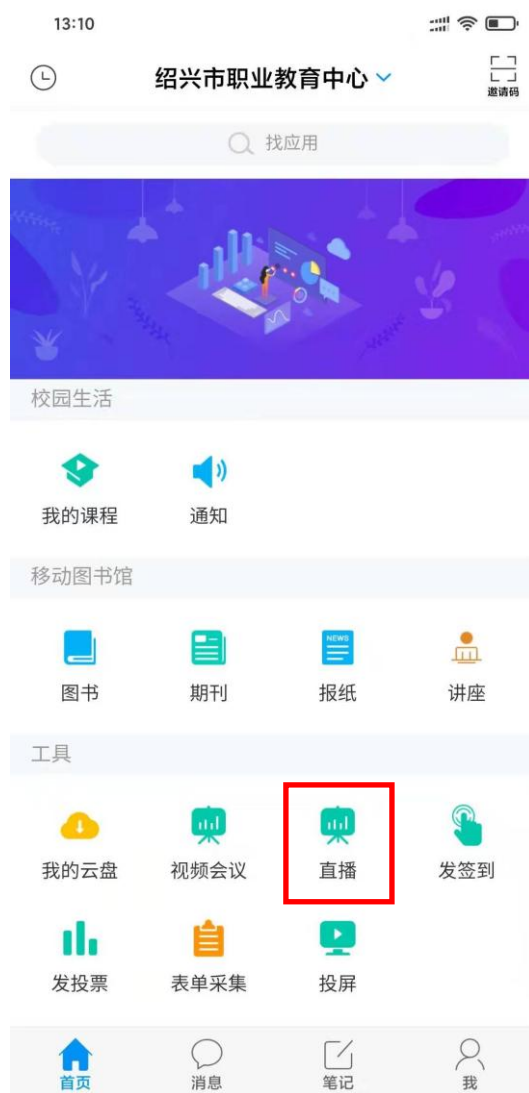 13:10
绍兴市职业教育中心
邀请码
找应用
校园生活
我的课程 通知
移动图书馆
NEWS
图书 期刊 报纸 讲座
工具
我的云盘 视频会议 直播 发签到
发投票 表单采集 投屏
首页 消息 笔记 我